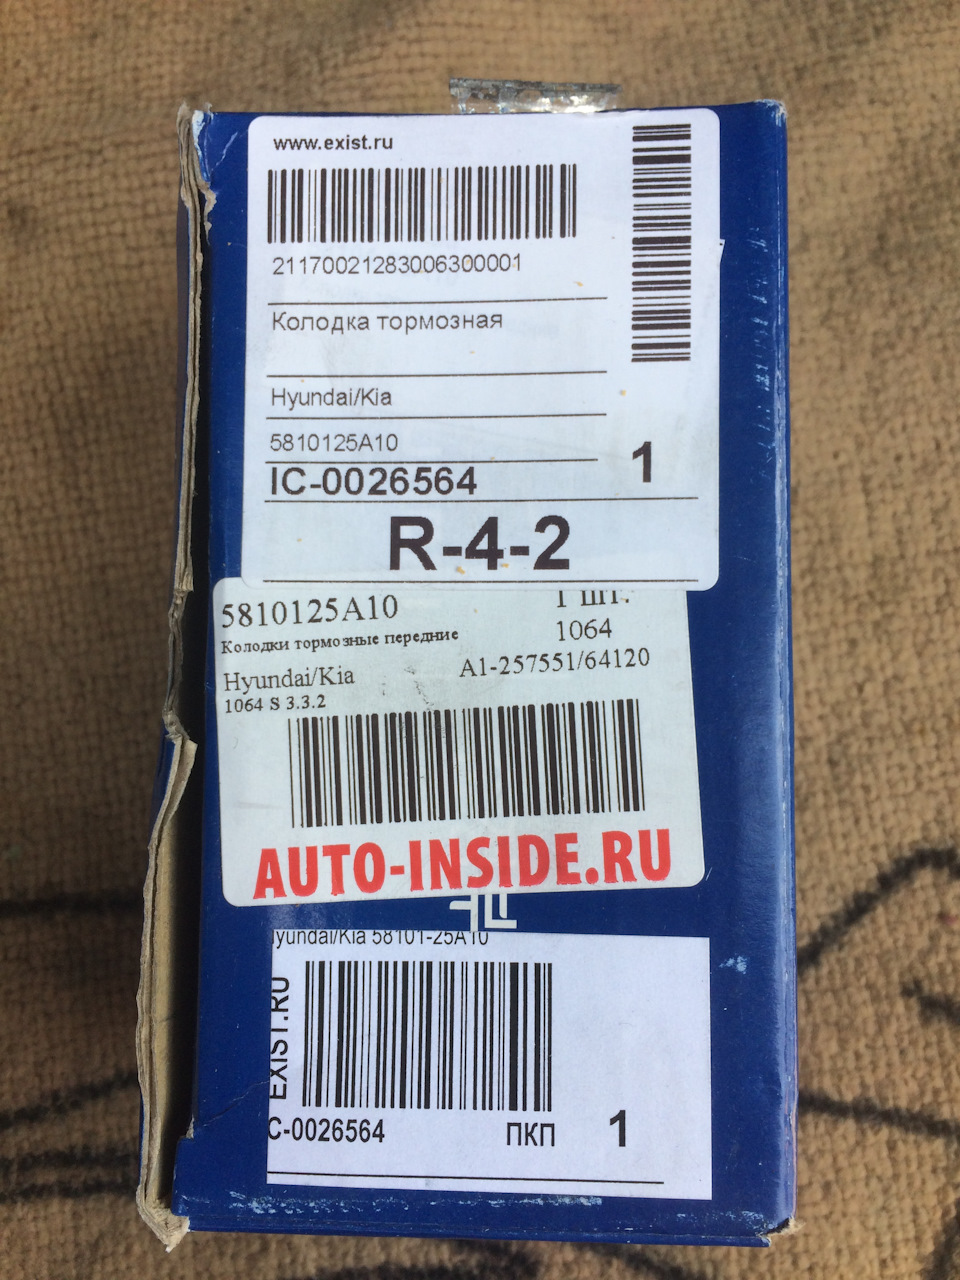 www.exist.ru
21170021283006300001
Колодка тормозная
Hyundai/Kia
5810125A10
1
IC-0026564
R-4-2
5810125A10
1 шт.
Колодки тормозные передние
1064
Hyundai/Kia
A1-257551/64120
1064 S 3.3.2
AUTO-INSIDE.RU
yundai/Kia 58101-25A10
EXIST.RU
C-0026564
ПКП
1